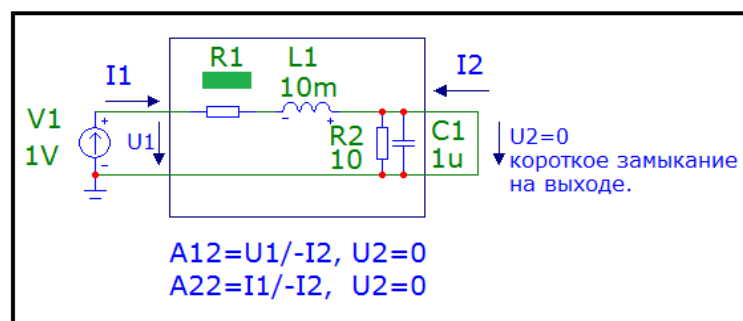 R1
L1
I1
10m
I2
V1
+
1V
-
U1
-
+
R2
10
C1
1u
U2=0
короткое замыкание
на выходе.
A12=U1/-I2, U2=0
A22=I1/-I2, U2=0